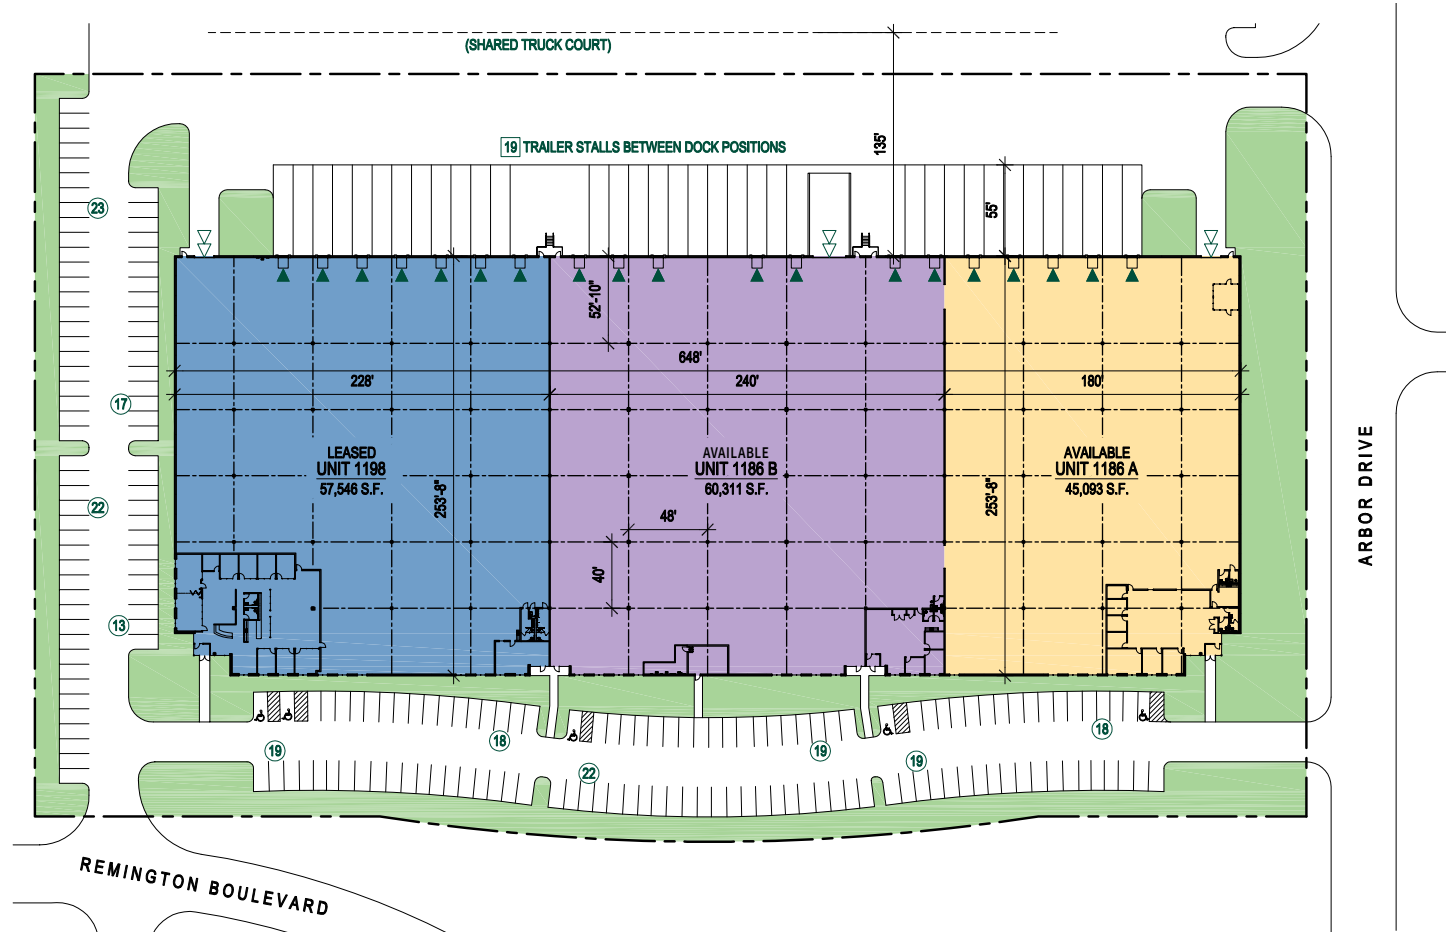 (SHARED TRUCK COURT)
135'
19 TRAILER STALLS BETWEEN DOCK POSITIONS
23
55'
52'-10"
648'
228'
240'
180'
17
LEASED
UNIT 1198
57,546 S.F.
AVAILABLE
UNIT 1186 B
60,311 S.F.
AVAILABLE
UNIT 1186 A
45,093 S.F.
253'-8"
253'-8"
22
48'
40'
13
ARBOR DRIVE
19
18
22
19
19
18
REMINGTON BOULEVARD